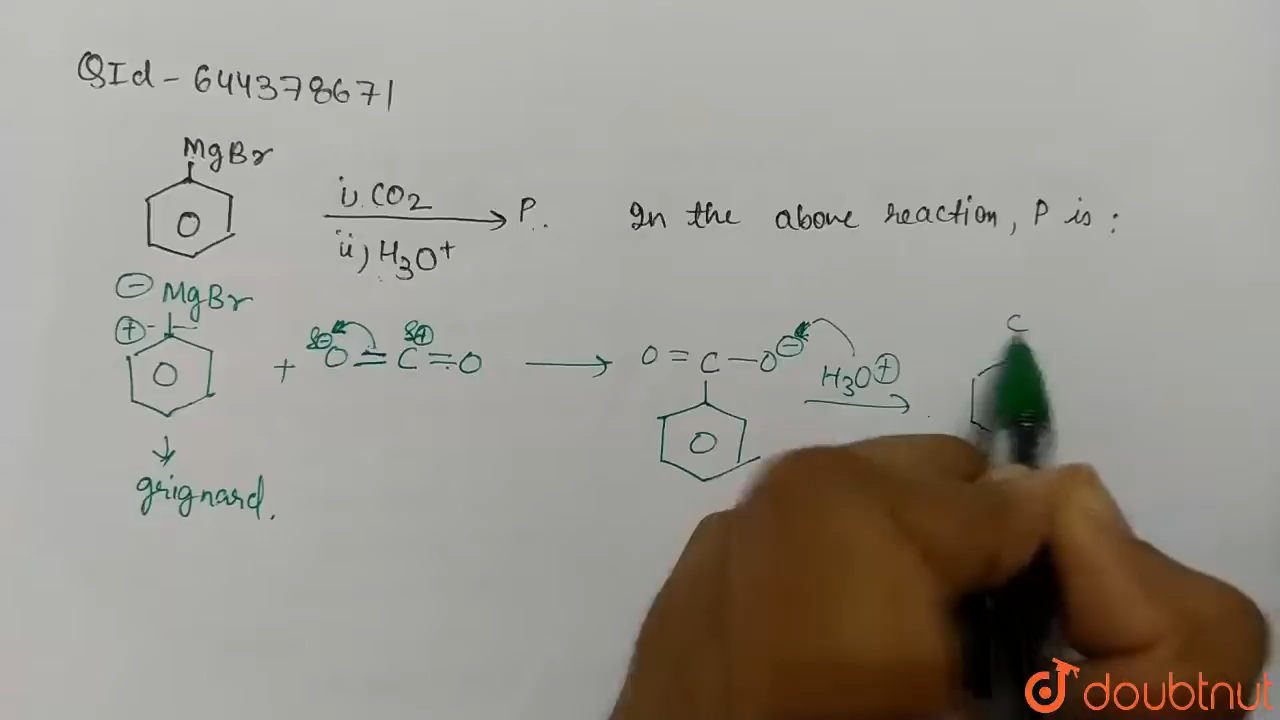 QId - 644378671
MgBr
i). CO2
ii) H3O+
P.. In the above reaction, P is :
⊖ MgBr
⊕
+ δ⊖ O = C δ⊕ = O
O = C — O ⊖
H3O⊕
C
grignard.
doubtnut